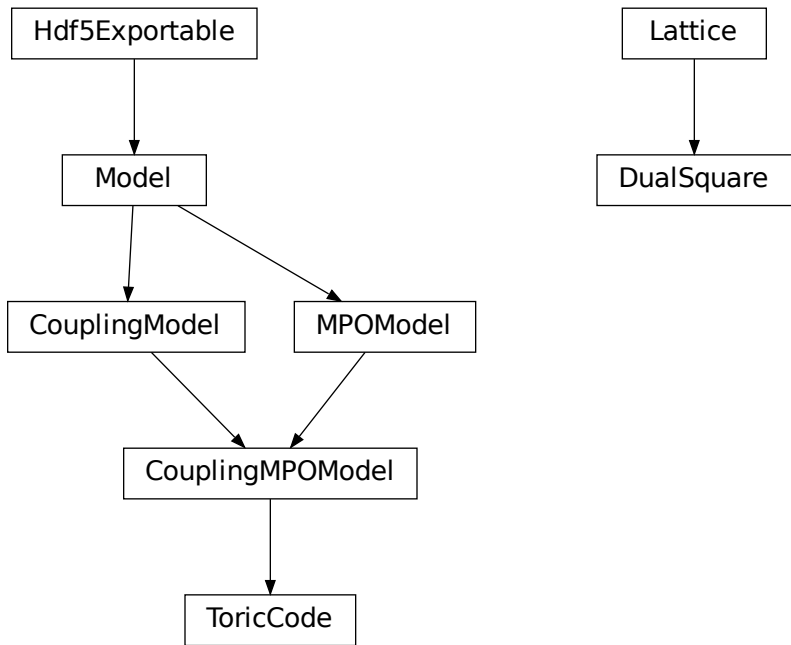 Hdf5Exportable
Lattice
Model
DualSquare
CouplingModel
MPOModel
CouplingMPOModel
ToricCode